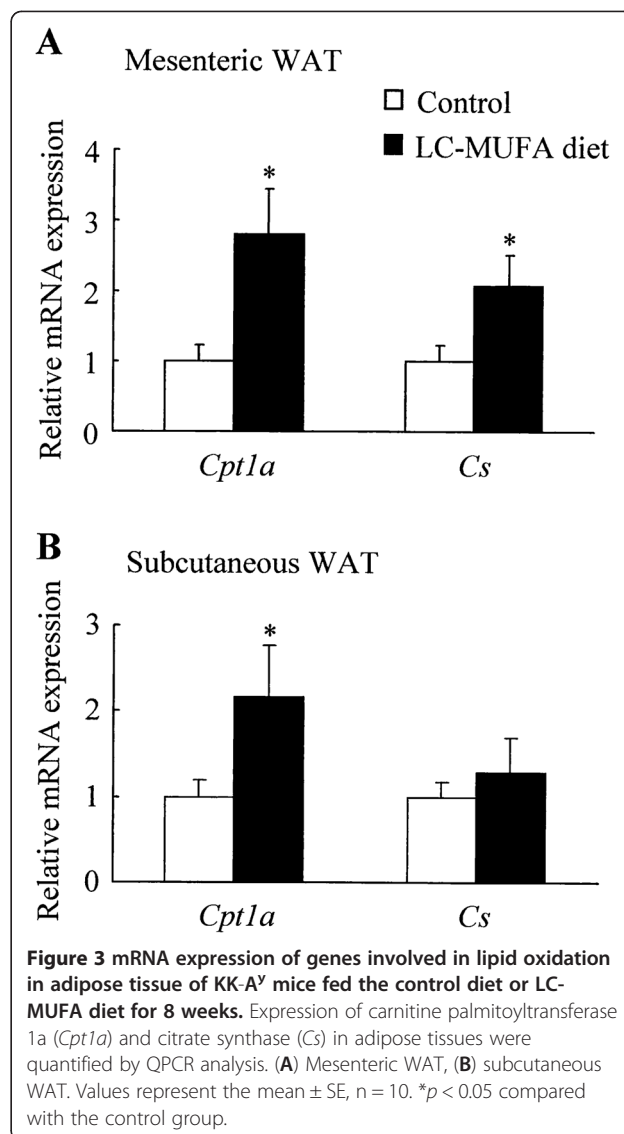 A Mesenteric WAT
Control
LC-MUFA diet
Relative mRNA expression
4
3
2
1
0
*
*
Cpt1a
Cs
B Subcutaneous WAT
Relative mRNA expression
3
2
1
0
*
Cpt1a
Cs
Figure 3 mRNA expression of genes involved in lipid oxidation
in adipose tissue of KK-Aʸ mice fed the control diet or LC-
MUFA diet for 8 weeks. Expression of carnitine palmitoyltransferase
1a (Cpt1a) and citrate synthase (Cs) in adipose tissues were
quantified by QPCR analysis. (A) Mesenteric WAT, (B) subcutaneous
WAT. Values represent the mean ± SE, n = 10. *p < 0.05 compared
with the control group.